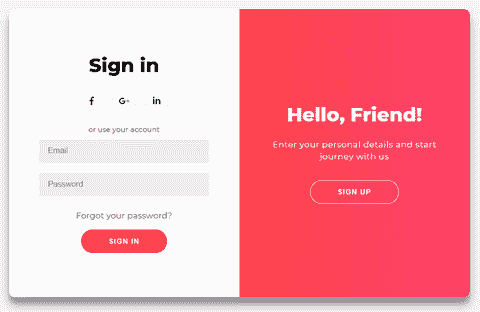 Sign in
f G+ in
or use your account
Email
Password
Forgot your password?
SIGN IN
Hello, Friend!
Enter your personal details and start
journey with us
SIGN UP